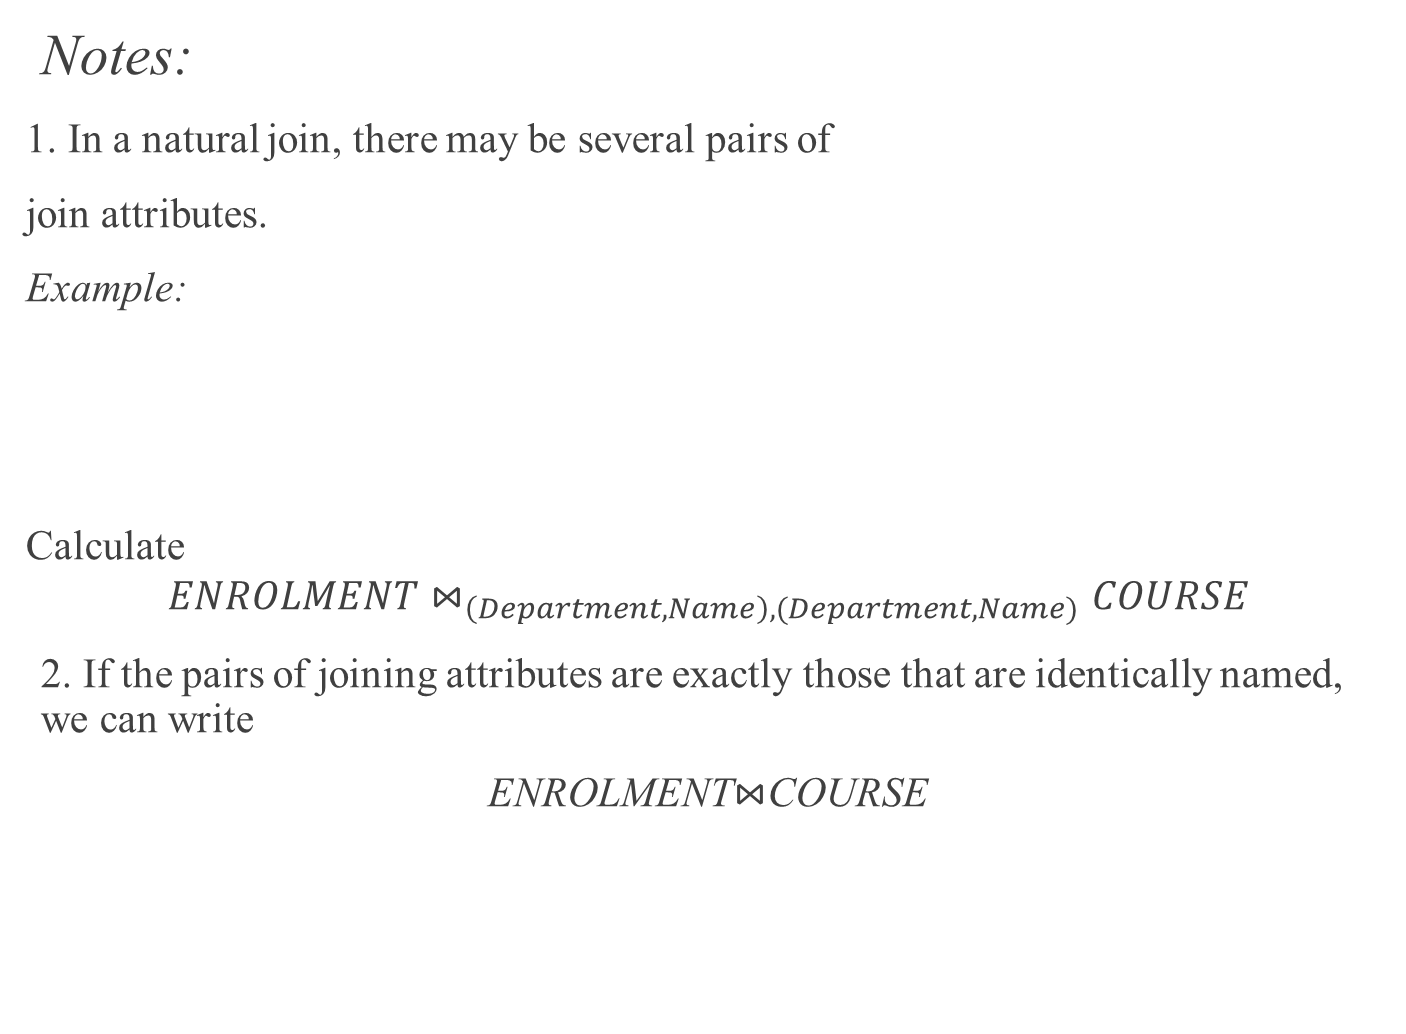 Notes:
1. In a natural join, there may be several pairs of
join attributes.
Example:
Calculate
ENROLMENT ⋈(Department,Name),(Department,Name) COURSE
2. If the pairs of joining attributes are exactly those that are identically named,
we can write
ENROLMENT⋈COURSE